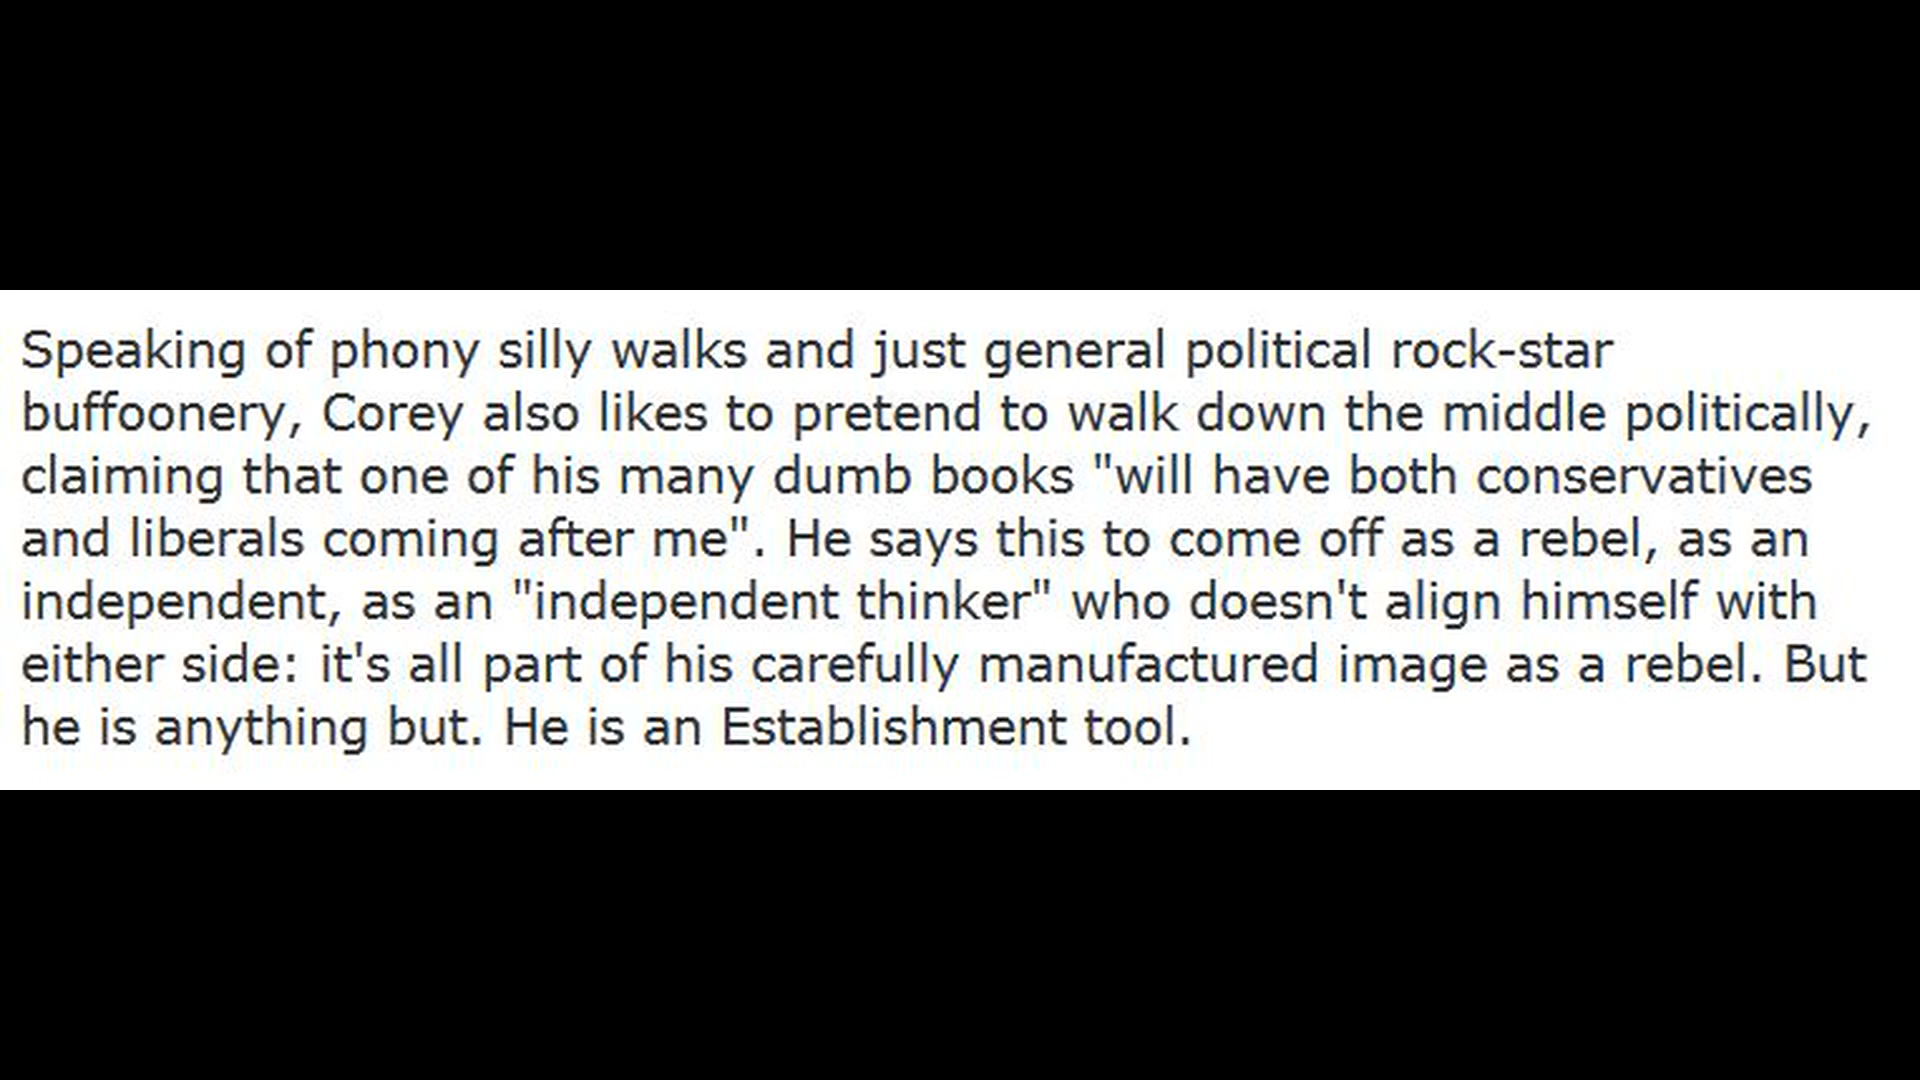 Speaking of phony silly walks and just general political rock-star
buffoonery, Corey also likes to pretend to walk down the middle politically,
claiming that one of his many dumb books "will have both conservatives
and liberals coming after me". He says this to come off as a rebel, as an
independent, as an "independent thinker" who doesn't align himself with
either side: it's all part of his carefully manufactured image as a rebel. But
he is anything but. He is an Establishment tool.